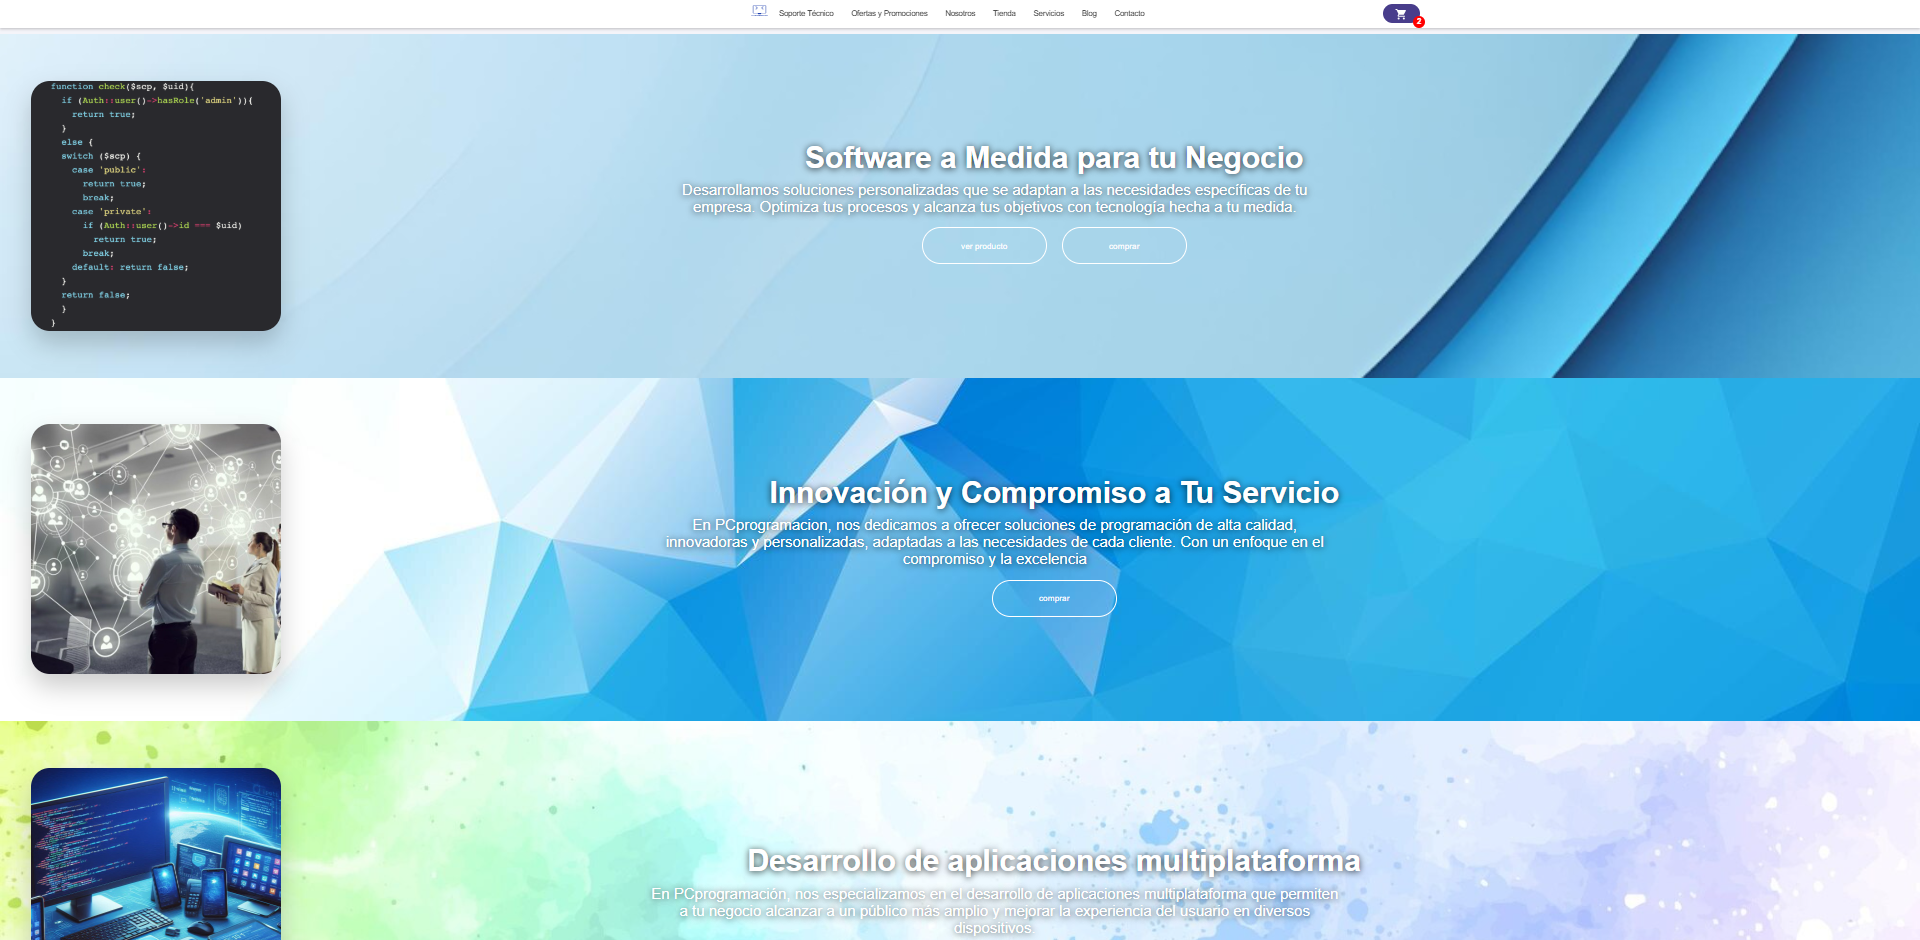 Soporte Técnico Ofertas y Promociones Nosotros Tienda Servicios Blog Contacto 2
function check($scp, $uid){
if (Auth::user()->hasRole('admin')){
return true;
}
else {
switch ($scp) {
case 'public':
return true;
break;
case 'private':
if (Auth::user()->id === $uid)
return true;
break;
default: return false;
}
return false;
}
}
Software a Medida para tu Negocio
Desarrollamos soluciones personalizadas que se adaptan a las necesidades específicas de tu
empresa. Optimiza tus procesos y alcanza tus objetivos con tecnología hecha a tu medida.
ver producto comprar
Innovación y Compromiso a Tu Servicio
En PCprogramacion, nos dedicamos a ofrecer soluciones de programación de alta calidad,
innovadoras y personalizadas, adaptadas a las necesidades de cada cliente. Con un enfoque en el
compromiso y la excelencia
comprar
Desarrollo de aplicaciones multiplataforma
En PCprogramación, nos especializamos en el desarrollo de aplicaciones multiplataforma que permiten
a tu negocio alcanzar a un público más amplio y mejorar la experiencia del usuario en diversos
dispositivos